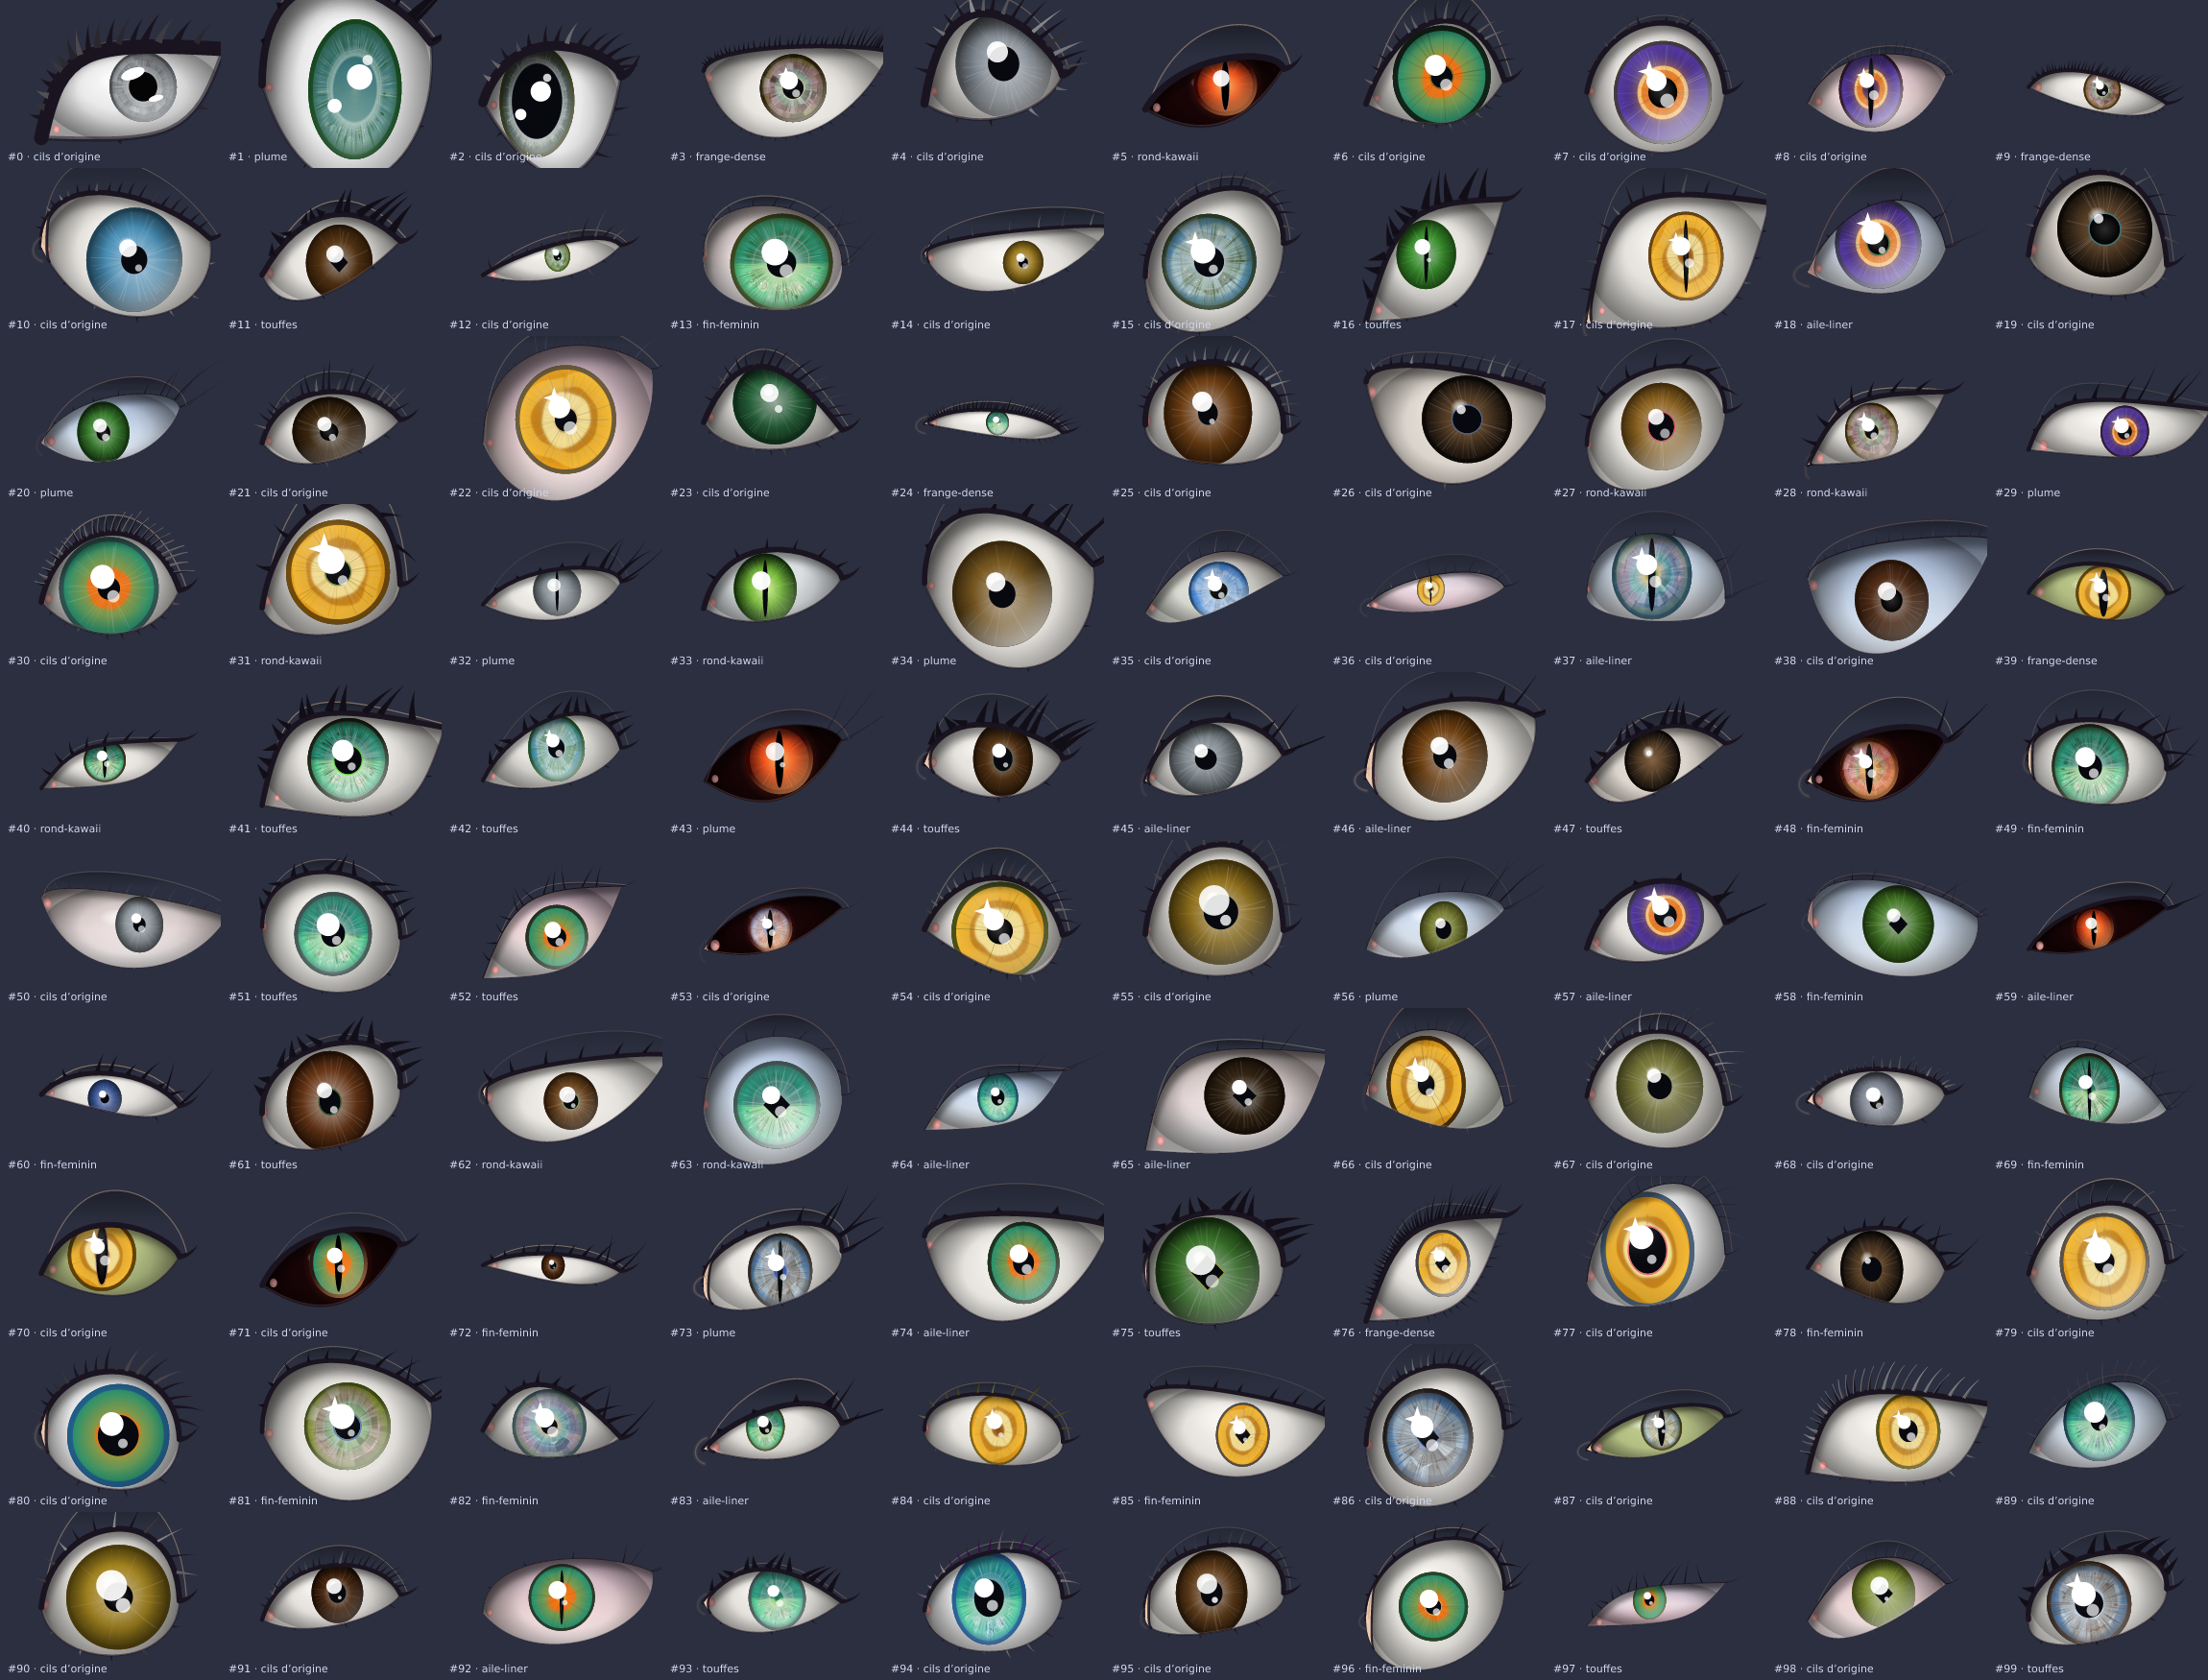 #0 · cils d’origine
#1 · plume
#2 · cils d’origine
#3 · frange-dense
#4 · cils d’origine
#5 · rond-kawaii
#6 · cils d’origine
#7 · cils d’origine
#8 · cils d’origine
#9 · frange-dense
#10 · cils d’origine
#11 · touffes
#12 · cils d’origine
#13 · fin-feminin
#14 · cils d’origine
#15 · cils d’origine
#16 · touffes
#17 · cils d’origine
#18 · aile-liner
#19 · cils d’origine
#20 · plume
#21 · cils d’origine
#22 · cils d’origine
#23 · cils d’origine
#24 · frange-dense
#25 · cils d’origine
#26 · cils d’origine
#27 · rond-kawaii
#28 · rond-kawaii
#29 · plume
#30 · cils d’origine
#31 · rond-kawaii
#32 · plume
#33 · rond-kawaii
#34 · plume
#35 · cils d’origine
#36 · cils d’origine
#37 · aile-liner
#38 · cils d’origine
#39 · frange-dense
#40 · rond-kawaii
#41 · touffes
#42 · touffes
#43 · plume
#44 · touffes
#45 · aile-liner
#46 · aile-liner
#47 · touffes
#48 · fin-feminin
#49 · fin-feminin
#50 · cils d’origine
#51 · touffes
#52 · touffes
#53 · cils d’origine
#54 · cils d’origine
#55 · cils d’origine
#56 · plume
#57 · aile-liner
#58 · fin-feminin
#59 · aile-liner
#60 · fin-feminin
#61 · touffes
#62 · rond-kawaii
#63 · rond-kawaii
#64 · aile-liner
#65 · aile-liner
#66 · cils d’origine
#67 · cils d’origine
#68 · cils d’origine
#69 · fin-feminin
#70 · cils d’origine
#71 · cils d’origine
#72 · fin-feminin
#73 · plume
#74 · aile-liner
#75 · touffes
#76 · frange-dense
#77 · cils d’origine
#78 · fin-feminin
#79 · cils d’origine
#80 · cils d’origine
#81 · fin-feminin
#82 · fin-feminin
#83 · aile-liner
#84 · cils d’origine
#85 · fin-feminin
#86 · cils d’origine
#87 · cils d’origine
#88 · cils d’origine
#89 · cils d’origine
#90 · cils d’origine
#91 · cils d’origine
#92 · aile-liner
#93 · touffes
#94 · cils d’origine
#95 · cils d’origine
#96 · fin-feminin
#97 · touffes
#98 · cils d’origine
#99 · touffes